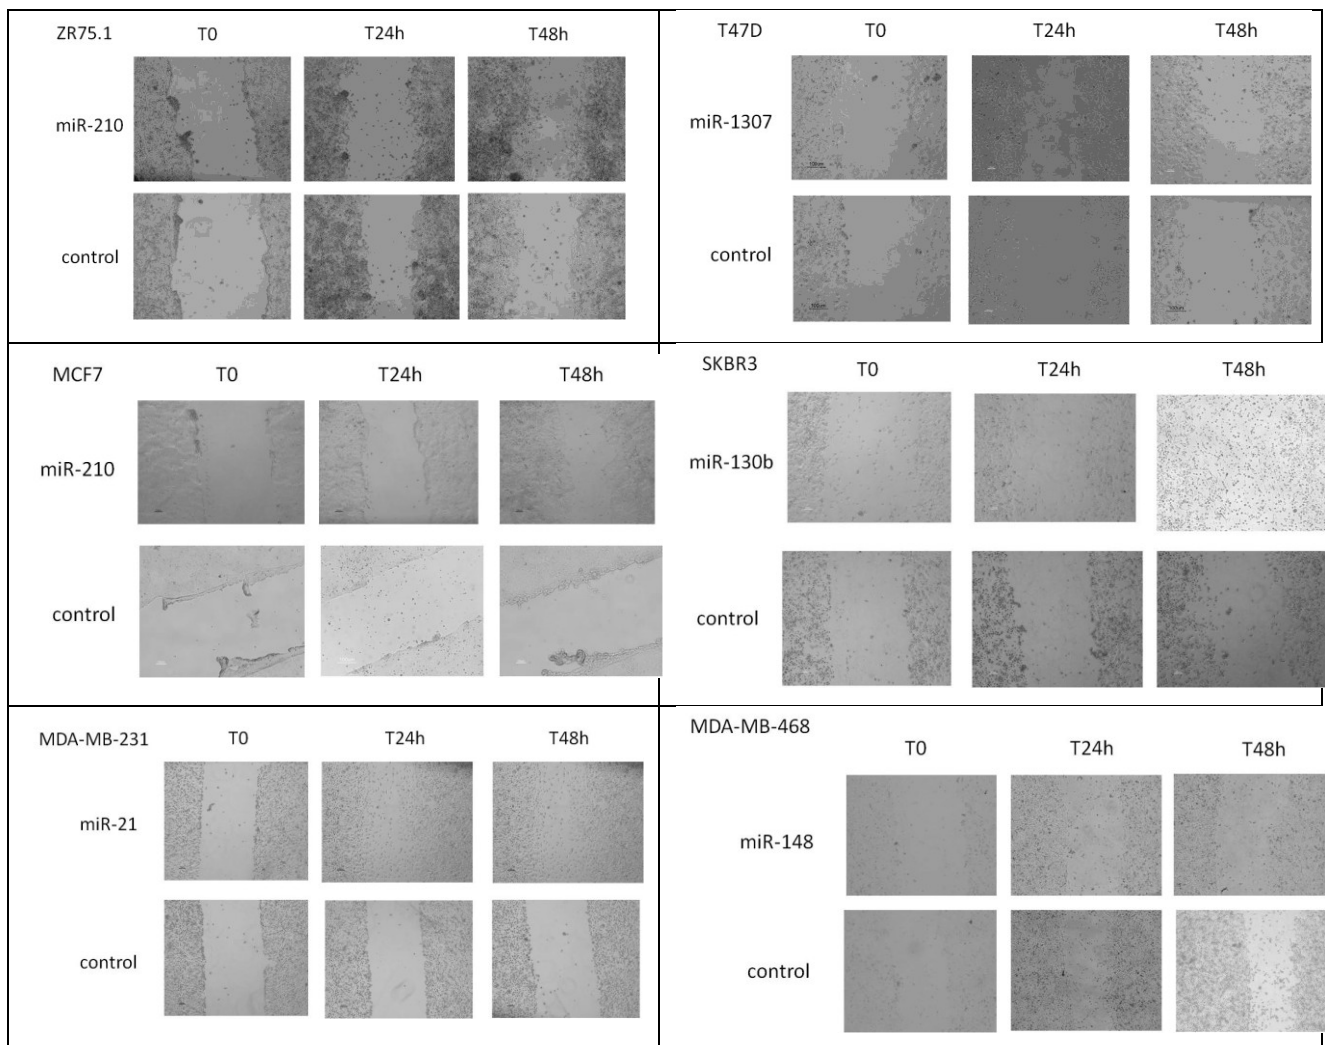 ZR75.1 T0 T24h T48h
miR-210
control
T47D T0 T24h T48h
miR-1307
control
MCF7 T0 T24h T48h
miR-210
control
SKBR3 T0 T24h T48h
miR-130b
control
MDA-MB-231 T0 T24h T48h
miR-21
control
MDA-MB-468 T0 T24h T48h
miR-148
control